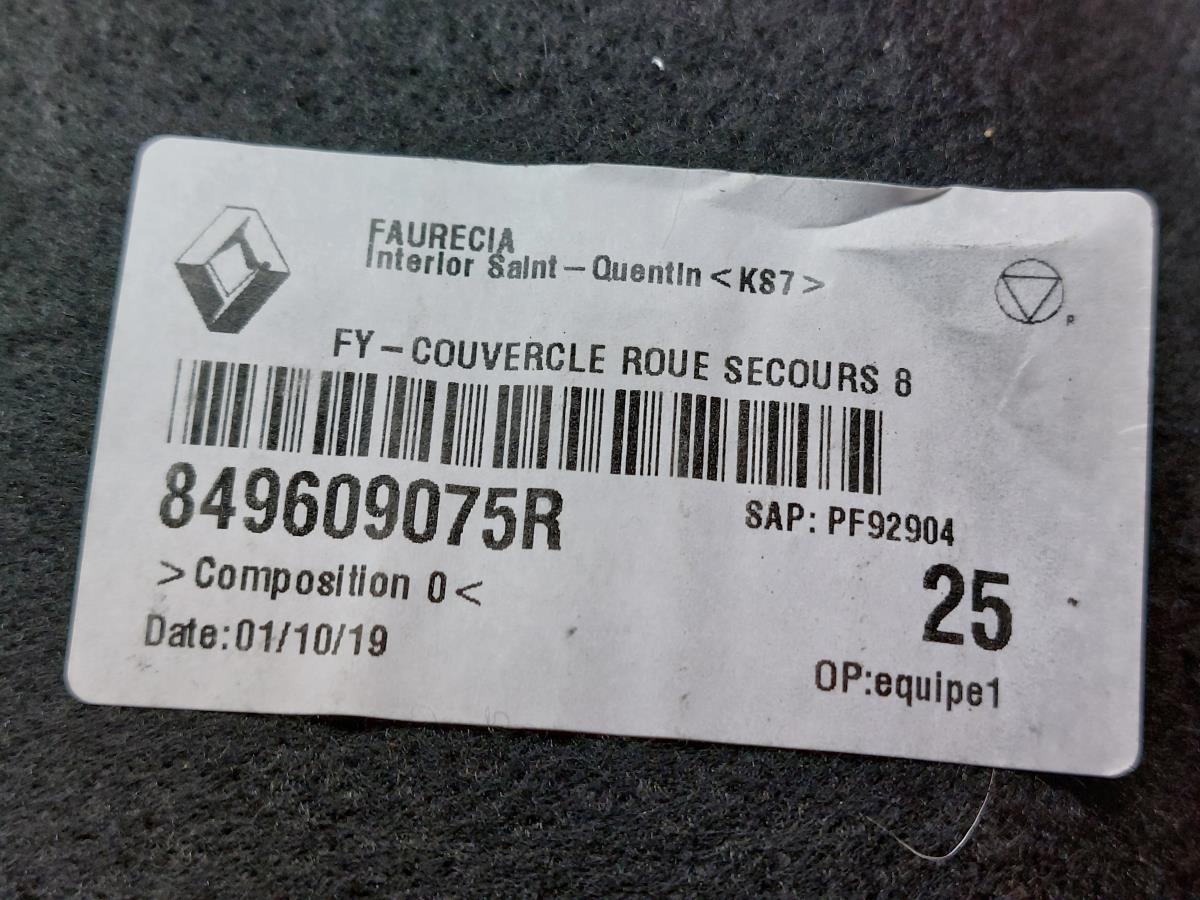 FAURECIA
Interior Saint-Quentin <KS7>
R
FY-COUVERCLE ROUE SECOURS 8
849609075R
SAP: PF92904
>Composition 0<
25
Date:01/10/19
OP:equipe1